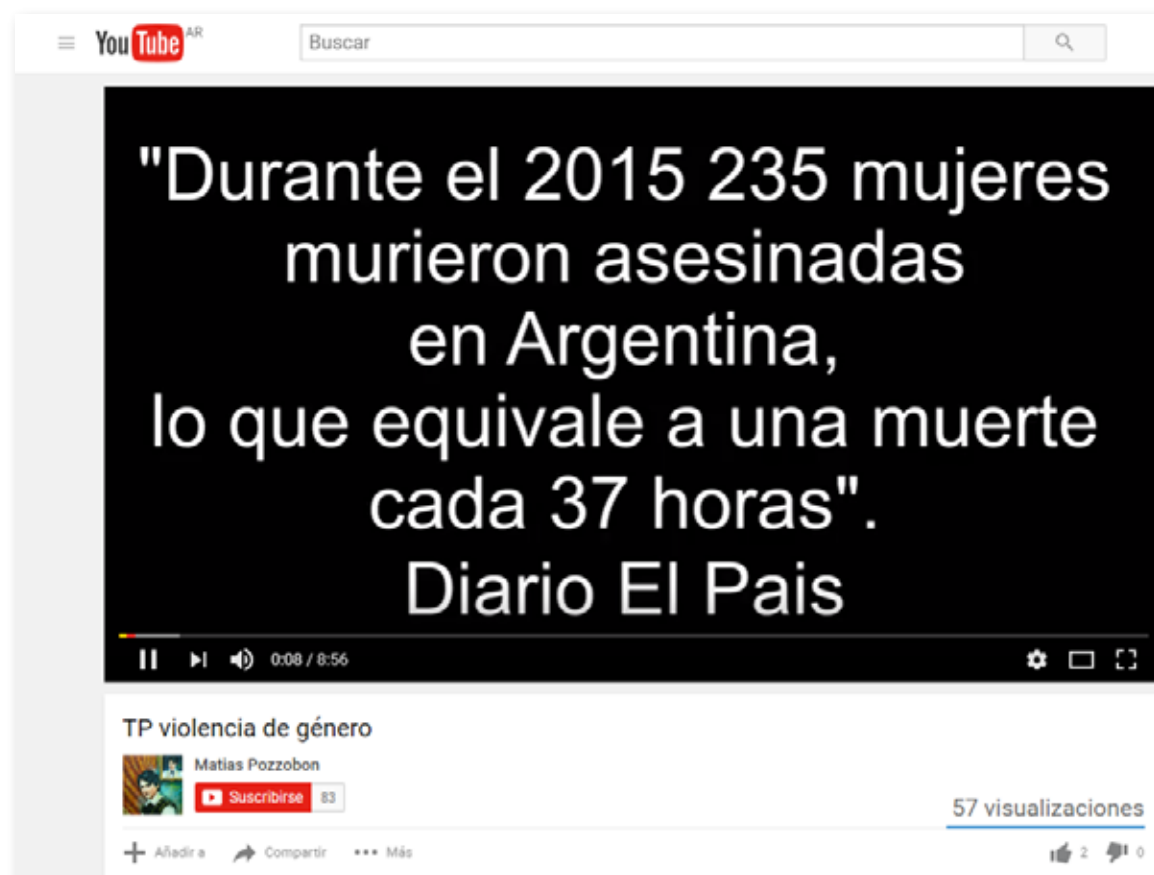 YouTube AR
Buscar
"Durante el 2015 235 mujeres
murieron asesinadas
en Argentina,
lo que equivale a una muerte
cada 37 horas".
Diario El Pais
0:08 / 8:56
TP violencia de género
Matias Pozzobon
Suscribirse 83
57 visualizaciones
Añadir a Compartir Más 2 0